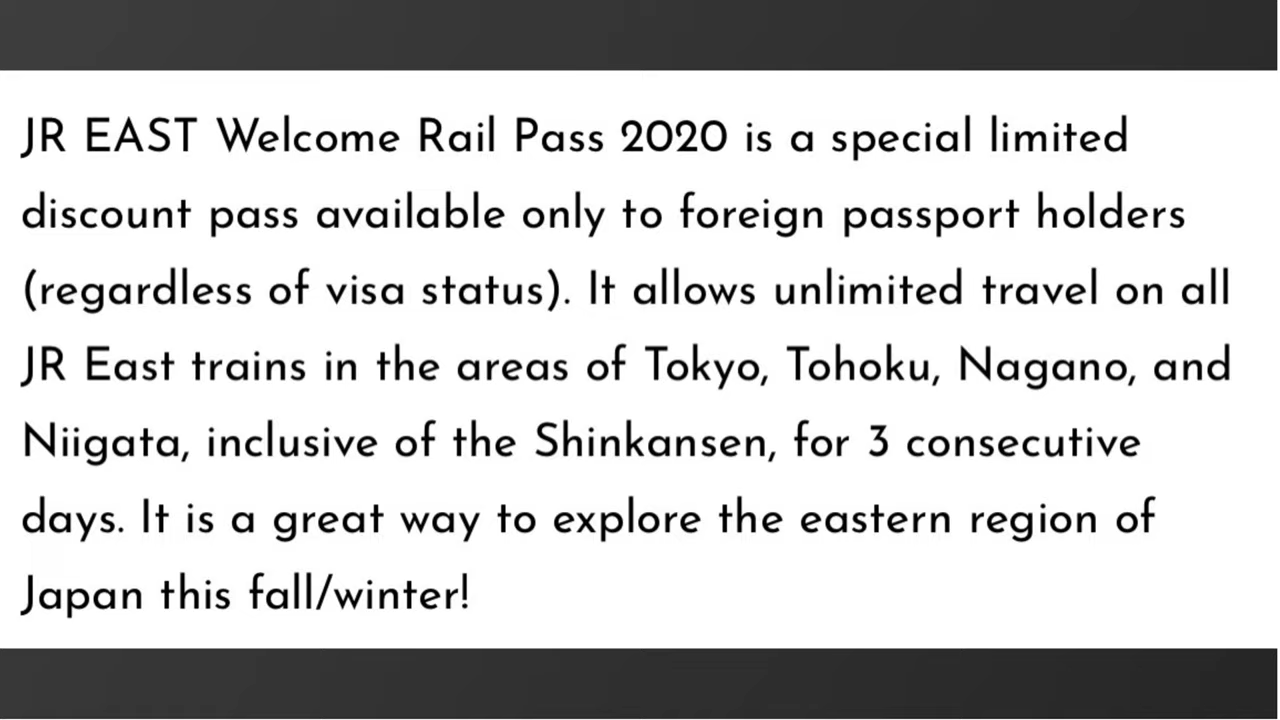 JR EAST Welcome Rail Pass 2020 is a special limited
discount pass available only to foreign passport holders
(regardless of visa status). It allows unlimited travel on all
JR East trains in the areas of Tokyo, Tohoku, Nagano, and
Niigata, inclusive of the Shinkansen, for 3 consecutive
days. It is a great way to explore the eastern region of
Japan this fall/winter!